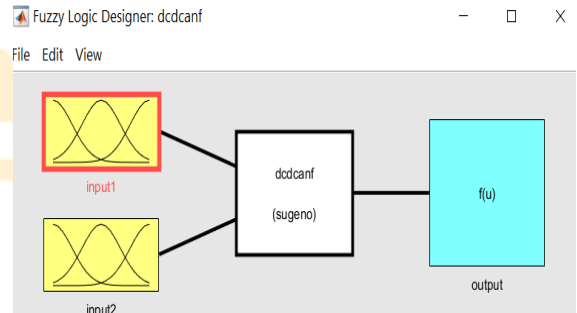 Fuzzy Logic Designer: dcdcanf
File Edit View
input1
dcdcanf
(sugeno)
f(u)
input2
output